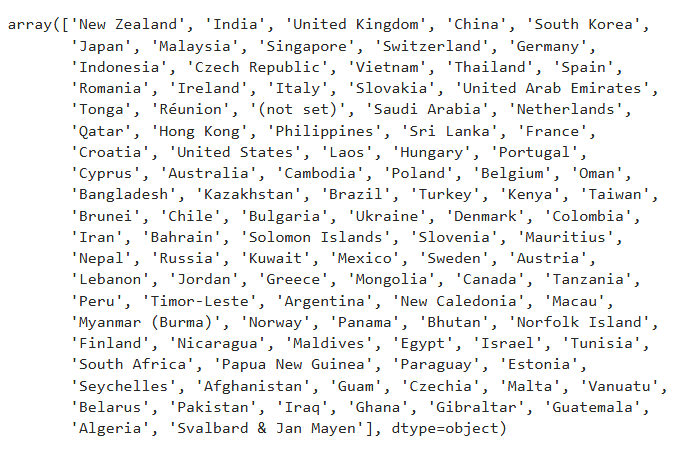 array(['New Zealand', 'India', 'United Kingdom', 'China', 'South Korea',
'Japan', 'Malaysia', 'Singapore', 'Switzerland', 'Germany',
'Indonesia', 'Czech Republic', 'Vietnam', 'Thailand', 'Spain',
'Romania', 'Ireland', 'Italy', 'Slovakia', 'United Arab Emirates',
'Tonga', 'Réunion', '(not set)', 'Saudi Arabia', 'Netherlands',
'Qatar', 'Hong Kong', 'Philippines', 'Sri Lanka', 'France',
'Croatia', 'United States', 'Laos', 'Hungary', 'Portugal',
'Cyprus', 'Australia', 'Cambodia', 'Poland', 'Belgium', 'Oman',
'Bangladesh', 'Kazakhstan', 'Brazil', 'Turkey', 'Kenya', 'Taiwan',
'Brunei', 'Chile', 'Bulgaria', 'Ukraine', 'Denmark', 'Colombia',
'Iran', 'Bahrain', 'Solomon Islands', 'Slovenia', 'Mauritius',
'Nepal', 'Russia', 'Kuwait', 'Mexico', 'Sweden', 'Austria',
'Lebanon', 'Jordan', 'Greece', 'Mongolia', 'Canada', 'Tanzania',
'Peru', 'Timor-Leste', 'Argentina', 'New Caledonia', 'Macau',
'Myanmar (Burma)', 'Norway', 'Panama', 'Bhutan', 'Norfolk Island',
'Finland', 'Nicaragua', 'Maldives', 'Egypt', 'Israel', 'Tunisia',
'South Africa', 'Papua New Guinea', 'Paraguay', 'Estonia',
'Seychelles', 'Afghanistan', 'Guam', 'Czechia', 'Malta', 'Vanuatu',
'Belarus', 'Pakistan', 'Iraq', 'Ghana', 'Gibraltar', 'Guatemala',
'Algeria', 'Svalbard & Jan Mayen'], dtype=object)